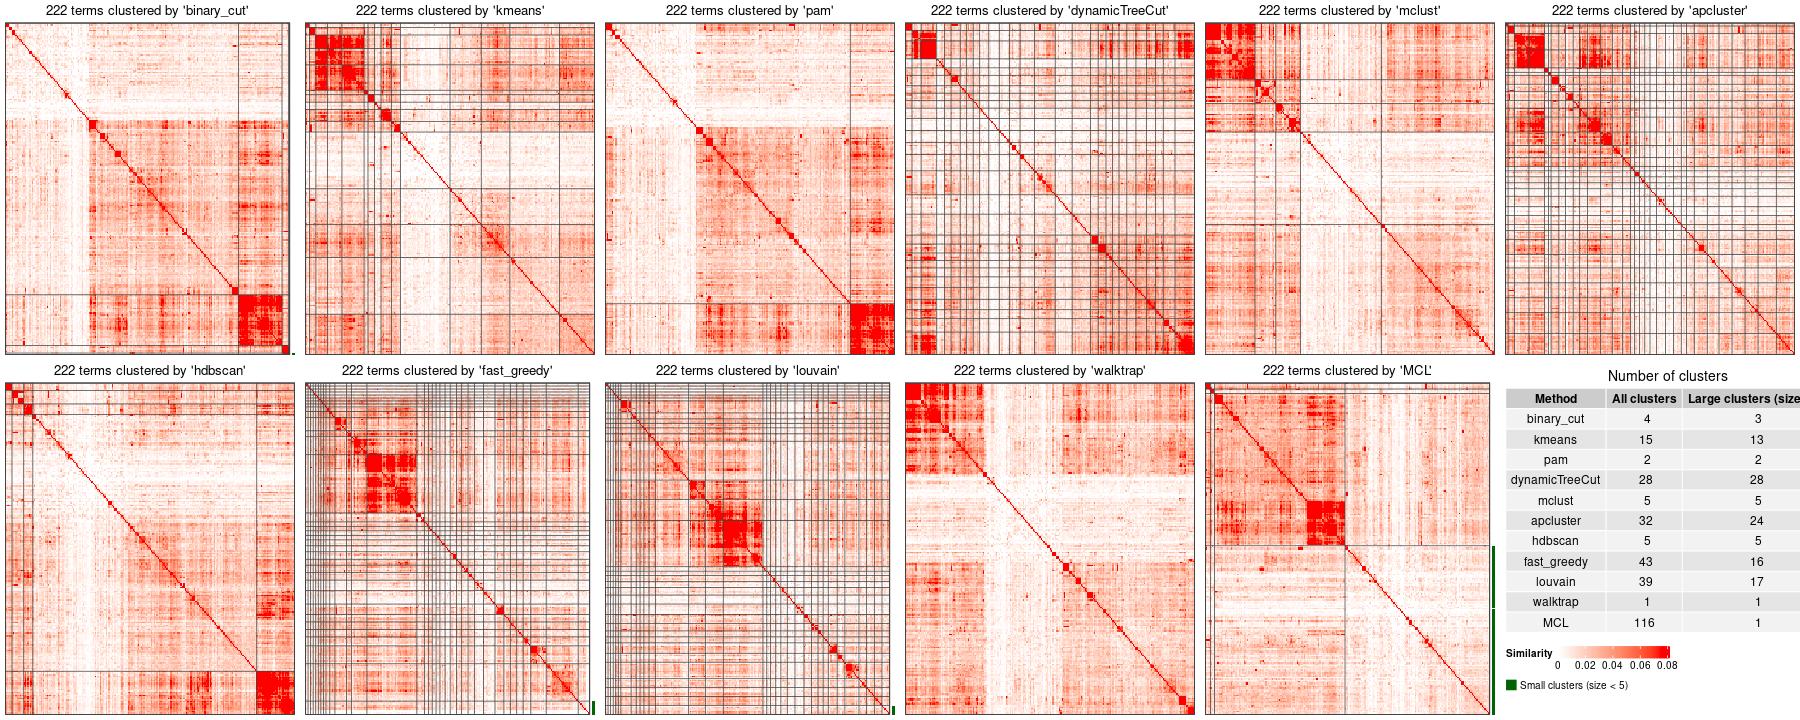 222 terms clustered by 'binary_cut'
222 terms clustered by 'kmeans'
222 terms clustered by 'pam'
222 terms clustered by 'dynamicTreeCut'
222 terms clustered by 'mclust'
222 terms clustered by 'apcluster'
222 terms clustered by 'hdbscan'
222 terms clustered by 'fast_greedy'
222 terms clustered by 'louvain'
222 terms clustered by 'walktrap'
222 terms clustered by 'MCL'
Number of clusters
Method All clusters Large clusters (size
binary_cut 4 3
kmeans 15 13
pam 2 2
dynamicTreeCut 28 28
mclust 5 5
apcluster 32 24
hdbscan 5 5
fast_greedy 43 16
louvain 39 17
walktrap 1 1
MCL 116 1
Similarity
0 0.02 0.04 0.06 0.08
Small clusters (size < 5)